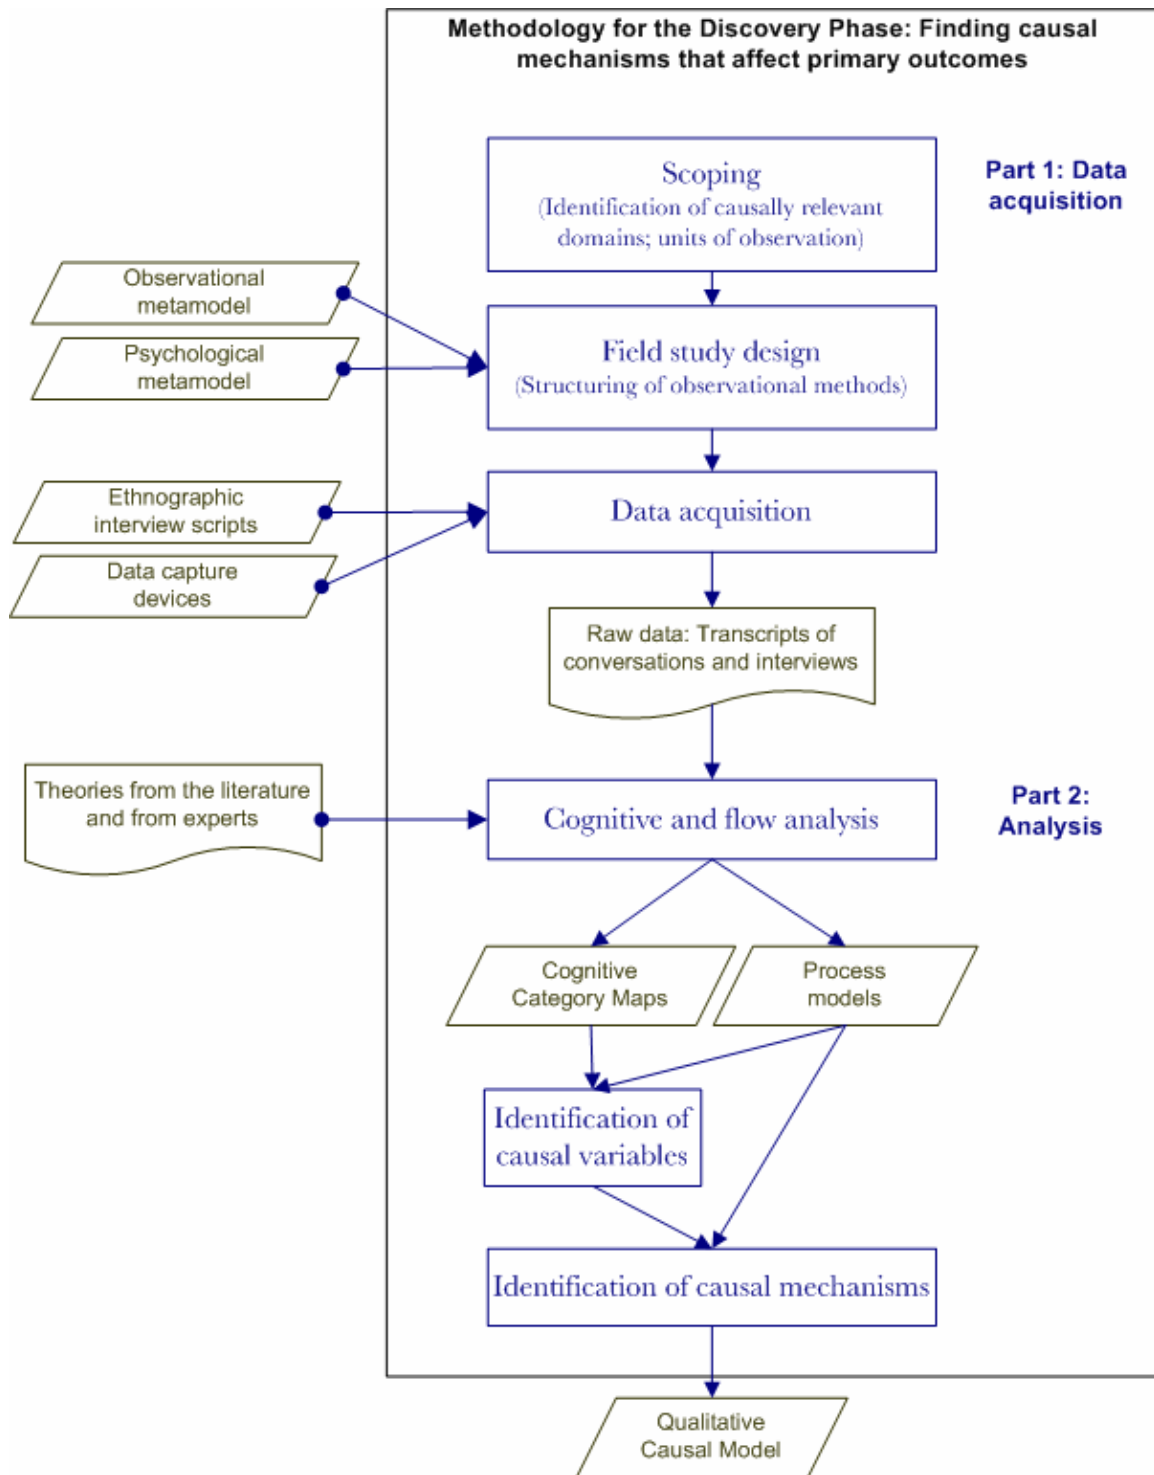 Methodology for the Discovery Phase: Finding causal
mechanisms that affect primary outcomes
Scoping
(Identification of causally relevant
domains; units of observation)
Part 1: Data
acquisition
Observational
metamodel
Psychological
metamodel
Field study design
(Structuring of observational methods)
Ethnographic
interview scripts
Data capture
devices
Data acquisition
Raw data: Transcripts of
conversations and interviews
Theories from the literature
and from experts
Cognitive and flow analysis
Part 2:
Analysis
Cognitive
Category Maps
Process
models
Identification of
causal variables
Identification of causal mechanisms
Qualitative
Causal Model